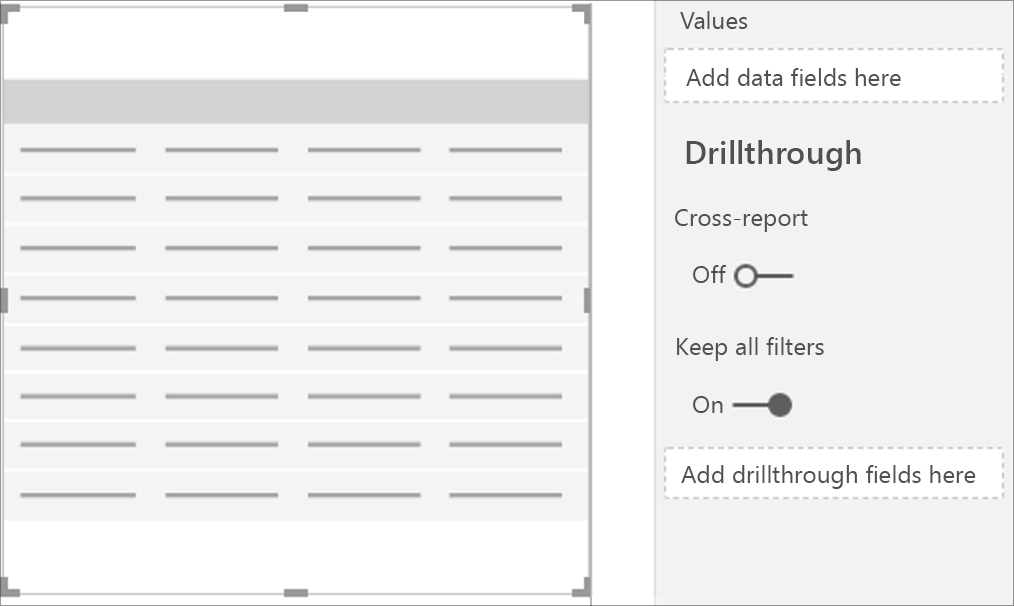 Values
Add data fields here
Drillthrough
Cross-report
Off
Keep all filters
On
Add drillthrough fields here